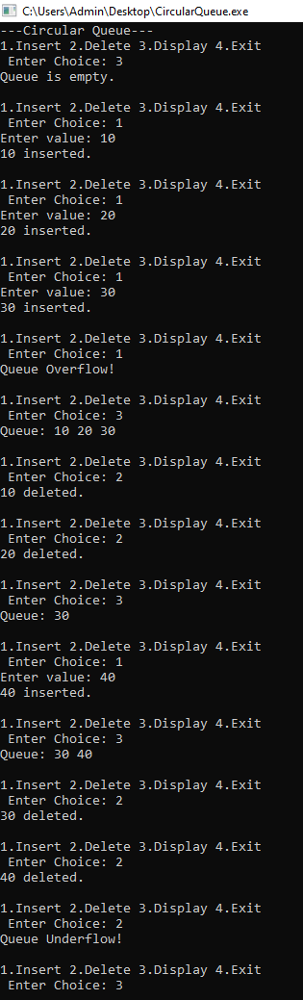 C:\Users\Admin\Desktop\CircularQueue.exe
---Circular Queue---
1.Insert 2.Delete 3.Display 4.Exit
 Enter Choice: 3
Queue is empty.

1.Insert 2.Delete 3.Display 4.Exit
 Enter Choice: 1
Enter value: 10
10 inserted.

1.Insert 2.Delete 3.Display 4.Exit
 Enter Choice: 1
Enter value: 20
20 inserted.

1.Insert 2.Delete 3.Display 4.Exit
 Enter Choice: 1
Enter value: 30
30 inserted.

1.Insert 2.Delete 3.Display 4.Exit
 Enter Choice: 1
Queue Overflow!

1.Insert 2.Delete 3.Display 4.Exit
 Enter Choice: 3
Queue: 10 20 30

1.Insert 2.Delete 3.Display 4.Exit
 Enter Choice: 2
10 deleted.

1.Insert 2.Delete 3.Display 4.Exit
 Enter Choice: 2
20 deleted.

1.Insert 2.Delete 3.Display 4.Exit
 Enter Choice: 3
Queue: 30

1.Insert 2.Delete 3.Display 4.Exit
 Enter Choice: 1
Enter value: 40
40 inserted.

1.Insert 2.Delete 3.Display 4.Exit
 Enter Choice: 3
Queue: 30 40

1.Insert 2.Delete 3.Display 4.Exit
 Enter Choice: 2
30 deleted.

1.Insert 2.Delete 3.Display 4.Exit
 Enter Choice: 2
40 deleted.

1.Insert 2.Delete 3.Display 4.Exit
 Enter Choice: 2
Queue Underflow!

1.Insert 2.Delete 3.Display 4.Exit
 Enter Choice: 3